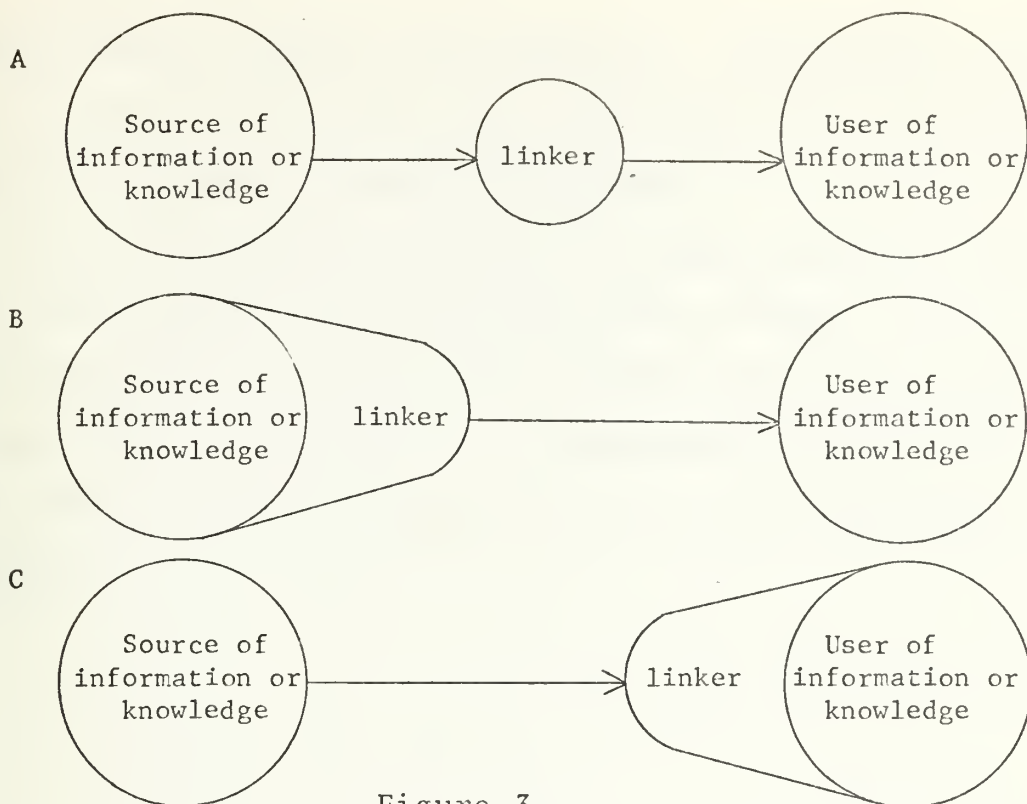 A
Source of
information or
knowledge
linker
User of
information or
knowledge
B
Source of
information or
knowledge
linker
User of
information or
knowledge
C
Source of
information or
knowledge
linker
User of
information or
knowledge
Figure 3